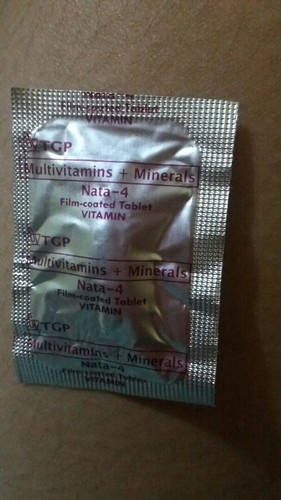 Film-coated Tablet
VITAMIN
TGP
Multivitamins + Minerals
Nata-4
Film-coated Tablet
VITAMIN
TGP
Multivitamins + Minerals
Nata-4
Film-coated Tablet
VITAMIN
TGP
Multivitamins + Minerals
Nata-4
Film-coated Tablet
VITAMIN